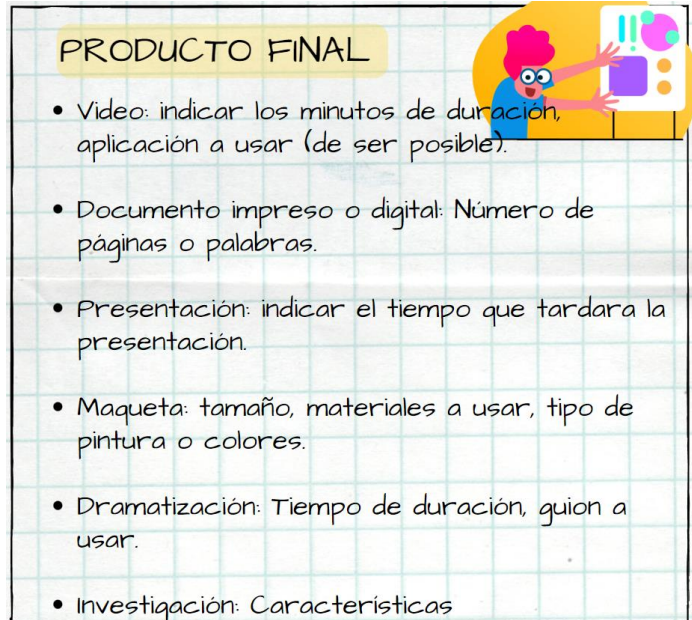 PRODUCTO FINAL
• Video: indicar los minutos de duración,
aplicación a usar (de ser posible).
• Documento impreso o digital: Número de
páginas o palabras.
• Presentación: indicar el tiempo que tardara la
presentación.
• Maqueta: tamaño, materiales a usar, tipo de
pintura o colores.
• Dramatización: Tiempo de duración, guion a
usar.
• Investigación: Características